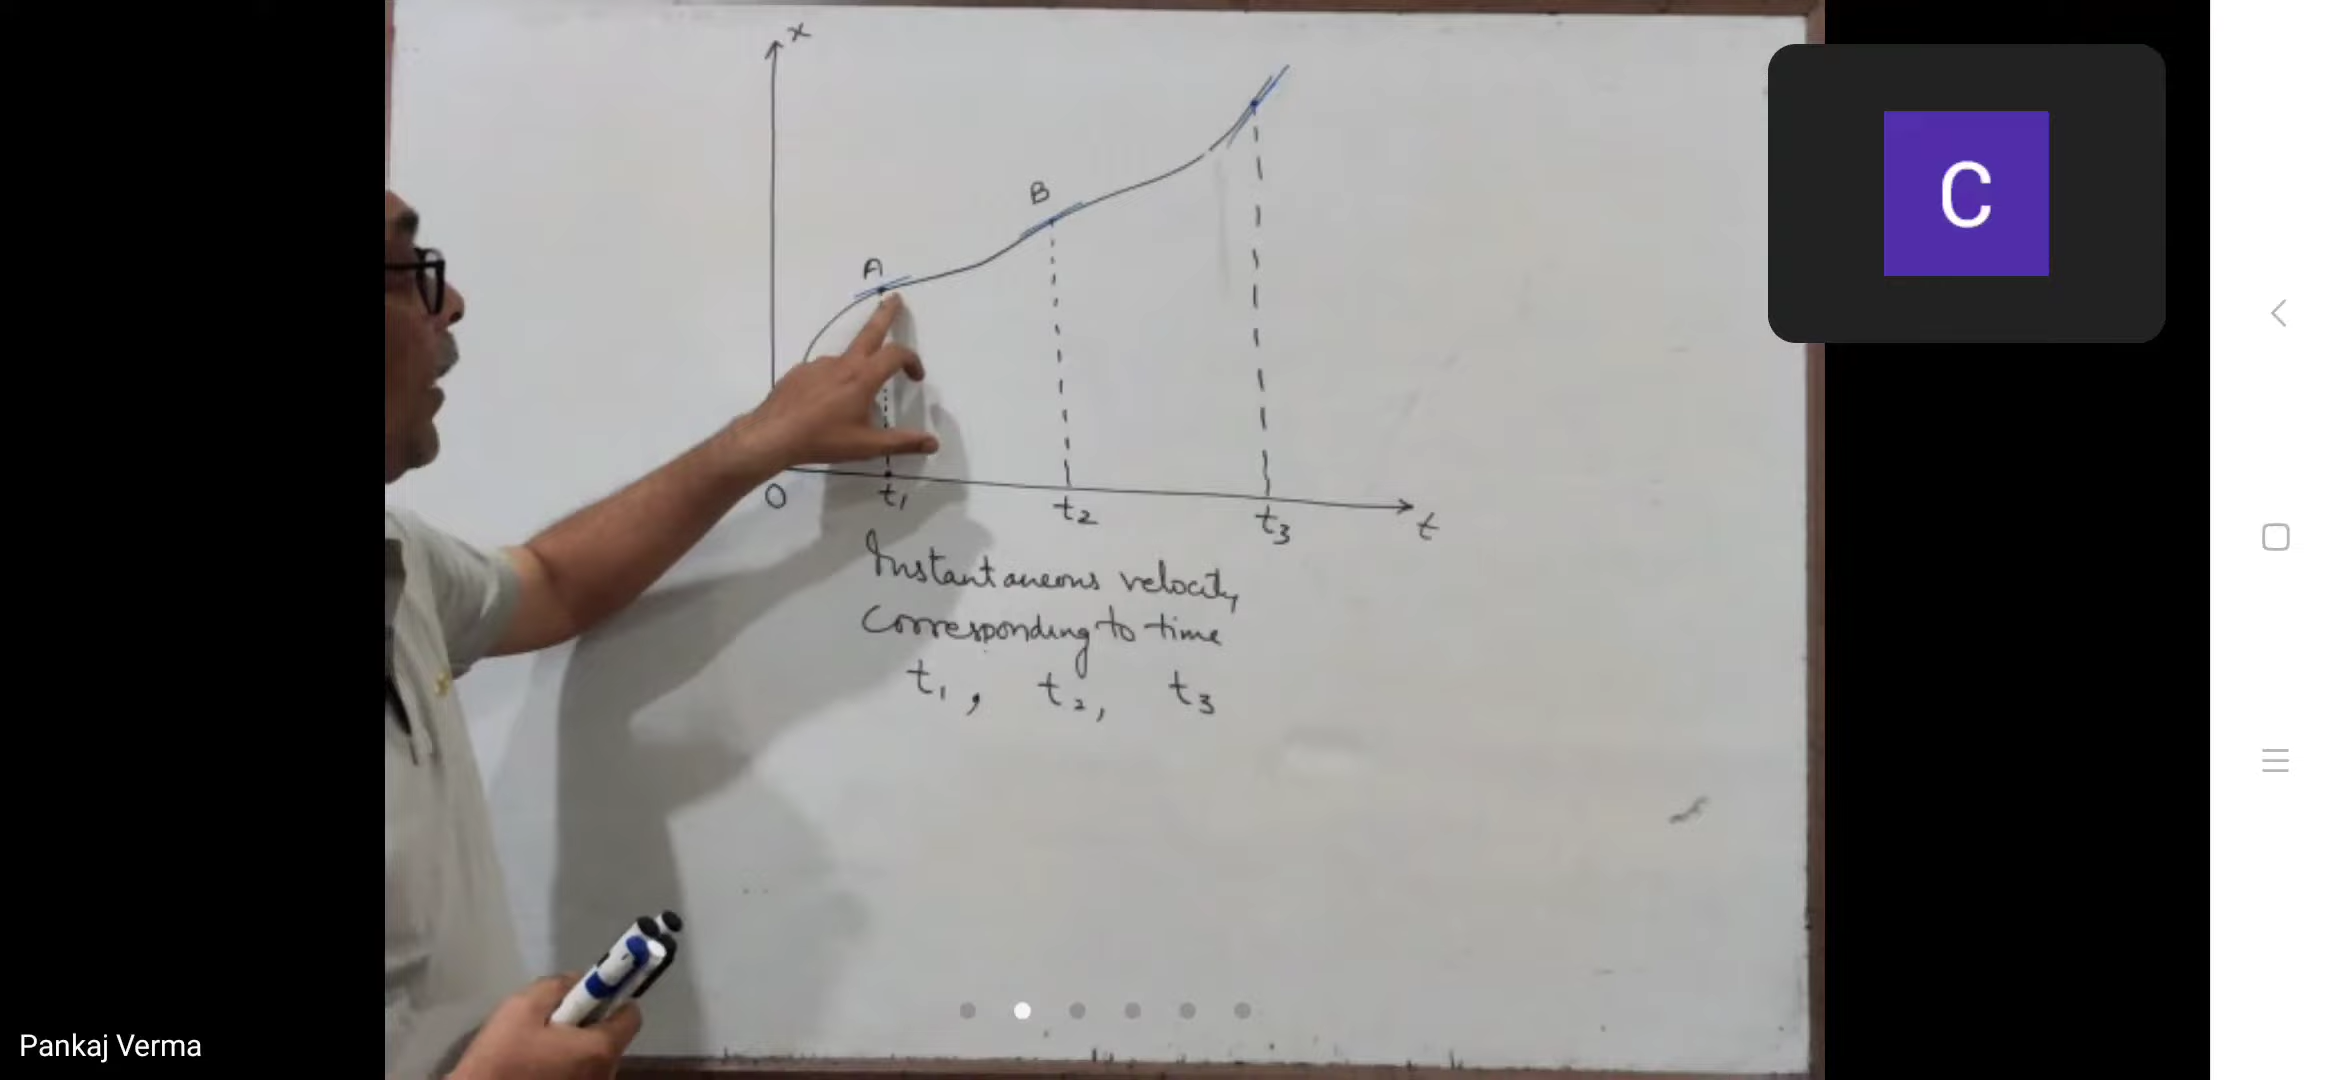 x
C
B
A
O
t₁
t₂
t₃
t
Instantaneous velocity
Corresponding to time
t₁, t₂, t₃
Pankaj Verma